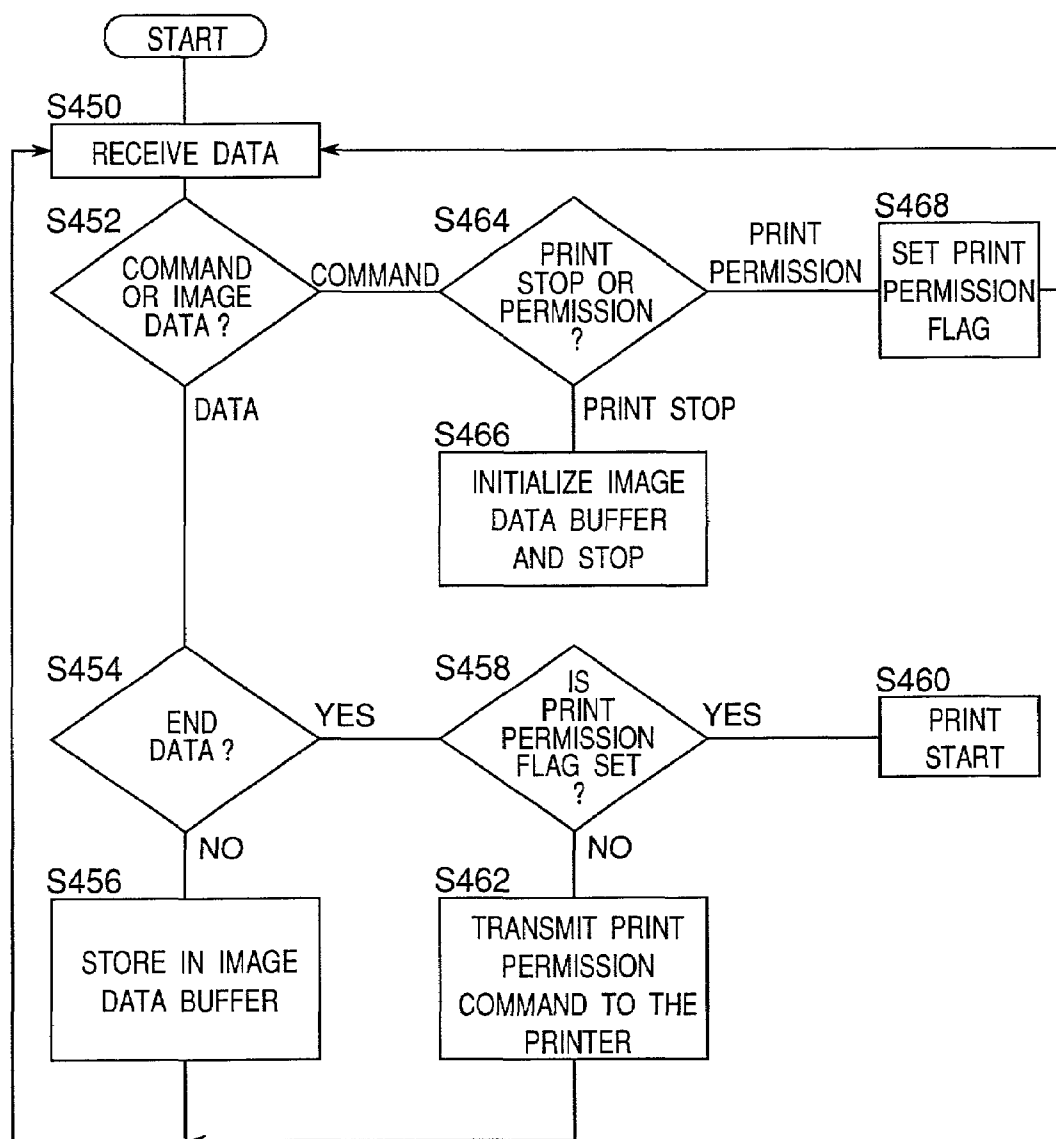 START
S450
RECEIVE DATA
S452
COMMAND
OR IMAGE
DATA ?
COMMAND
S464
PRINT
STOP OR
PERMISSION
?
PRINT
PERMISSION
S468
SET PRINT
PERMISSION
FLAG
DATA
PRINT STOP
S466
INITIALIZE IMAGE
DATA BUFFER
AND STOP
S454
END
DATA ?
YES
S458
IS
PRINT
PERMISSION
FLAG SET
?
YES
S460
PRINT
START
NO
NO
S456
STORE IN IMAGE
DATA BUFFER
S462
TRANSMIT PRINT
PERMISSION
COMMAND TO THE
PRINTER